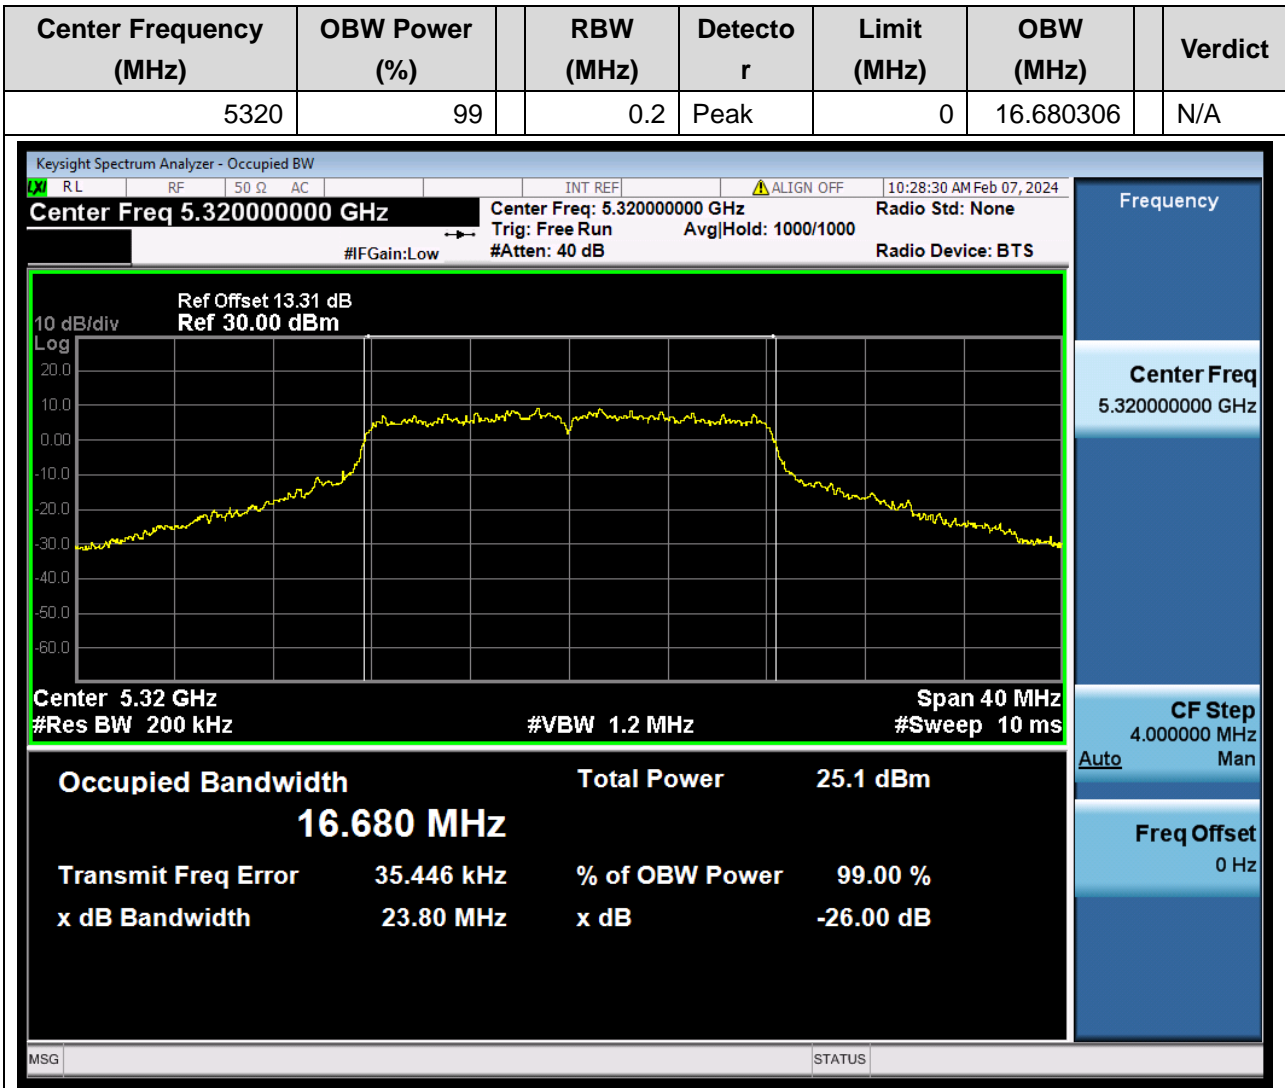 Center Frequency (MHz) OBW Power (%) RBW (MHz) Detecto r Limit (MHz) OBW (MHz) Verdict
5320 99 0.2 Peak 0 16.680306 N/A
Keysight Spectrum Analyzer - Occupied BW
LXI RL RF 50 Ω AC INT REF ALIGN OFF 10:28:30 AM Feb 07, 2024
Center Freq 5.320000000 GHz
Center Freq: 5.320000000 GHz Radio Std: None
Trig: Free Run Avg|Hold: 1000/1000
#IFGain:Low #Atten: 40 dB Radio Device: BTS
Ref Offset 13.31 dB
10 dB/div Ref 30.00 dBm
Log
20.0
10.0
0.00
-10.0
-20.0
-30.0
-40.0
-50.0
-60.0
Center 5.32 GHz Span 40 MHz
#Res BW 200 kHz #VBW 1.2 MHz #Sweep 10 ms
Occupied Bandwidth Total Power 25.1 dBm
16.680 MHz
Transmit Freq Error 35.446 kHz % of OBW Power 99.00 %
x dB Bandwidth 23.80 MHz x dB -26.00 dB
Frequency
Center Freq
5.320000000 GHz
CF Step
4.000000 MHz
Auto Man
Freq Offset
0 Hz
MSG STATUS